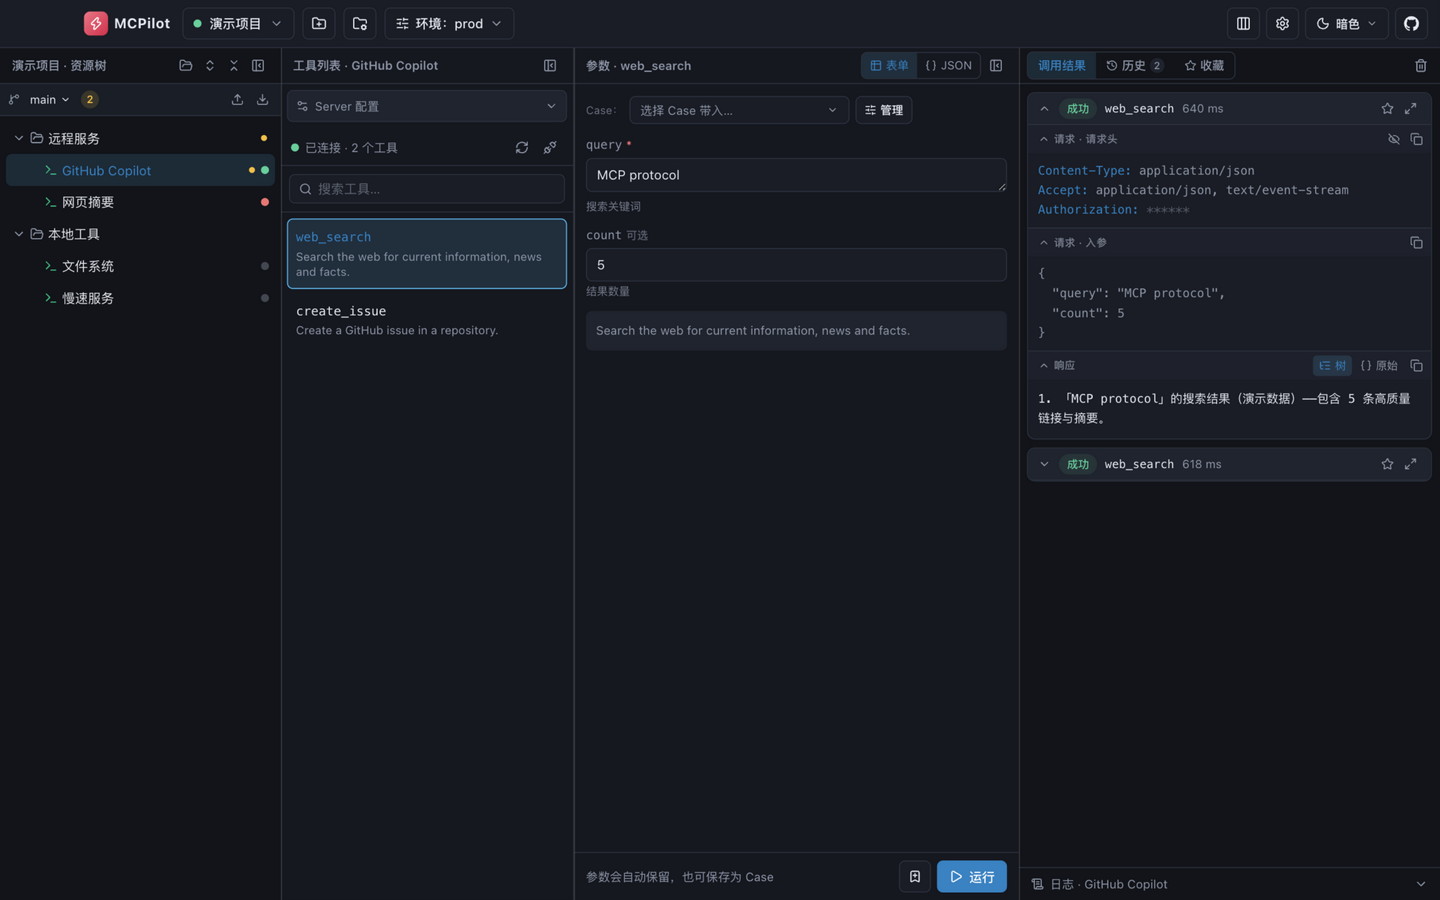 MCPilot
演示项目
环境：prod
暗色
演示项目 · 资源树
main
2
远程服务
GitHub Copilot
网页摘要
本地工具
文件系统
慢速服务
工具列表 · GitHub Copilot
Server 配置
已连接 · 2 个工具
搜索工具...
web_search
Search the web for current information, news
and facts.
create_issue
Create a GitHub issue in a repository.
参数 · web_search
表单
{} JSON
Case:
选择 Case 带入...
管理
query *
MCP protocol
搜索关键词
count 可选
5
结果数量
Search the web for current information, news and facts.
参数会自动保留，也可保存为 Case
运行
调用结果
历史 2
收藏
成功 web_search 640 ms
请求 · 请求头
Content-Type: application/json
Accept: application/json, text/event-stream
Authorization: ******
请求 · 入参
{
"query": "MCP protocol",
"count": 5
}
响应
树
{} 原始
1. 「MCP protocol」的搜索结果（演示数据）——包含 5 条高质量
链接与摘要。
成功 web_search 618 ms
日志 · GitHub Copilot